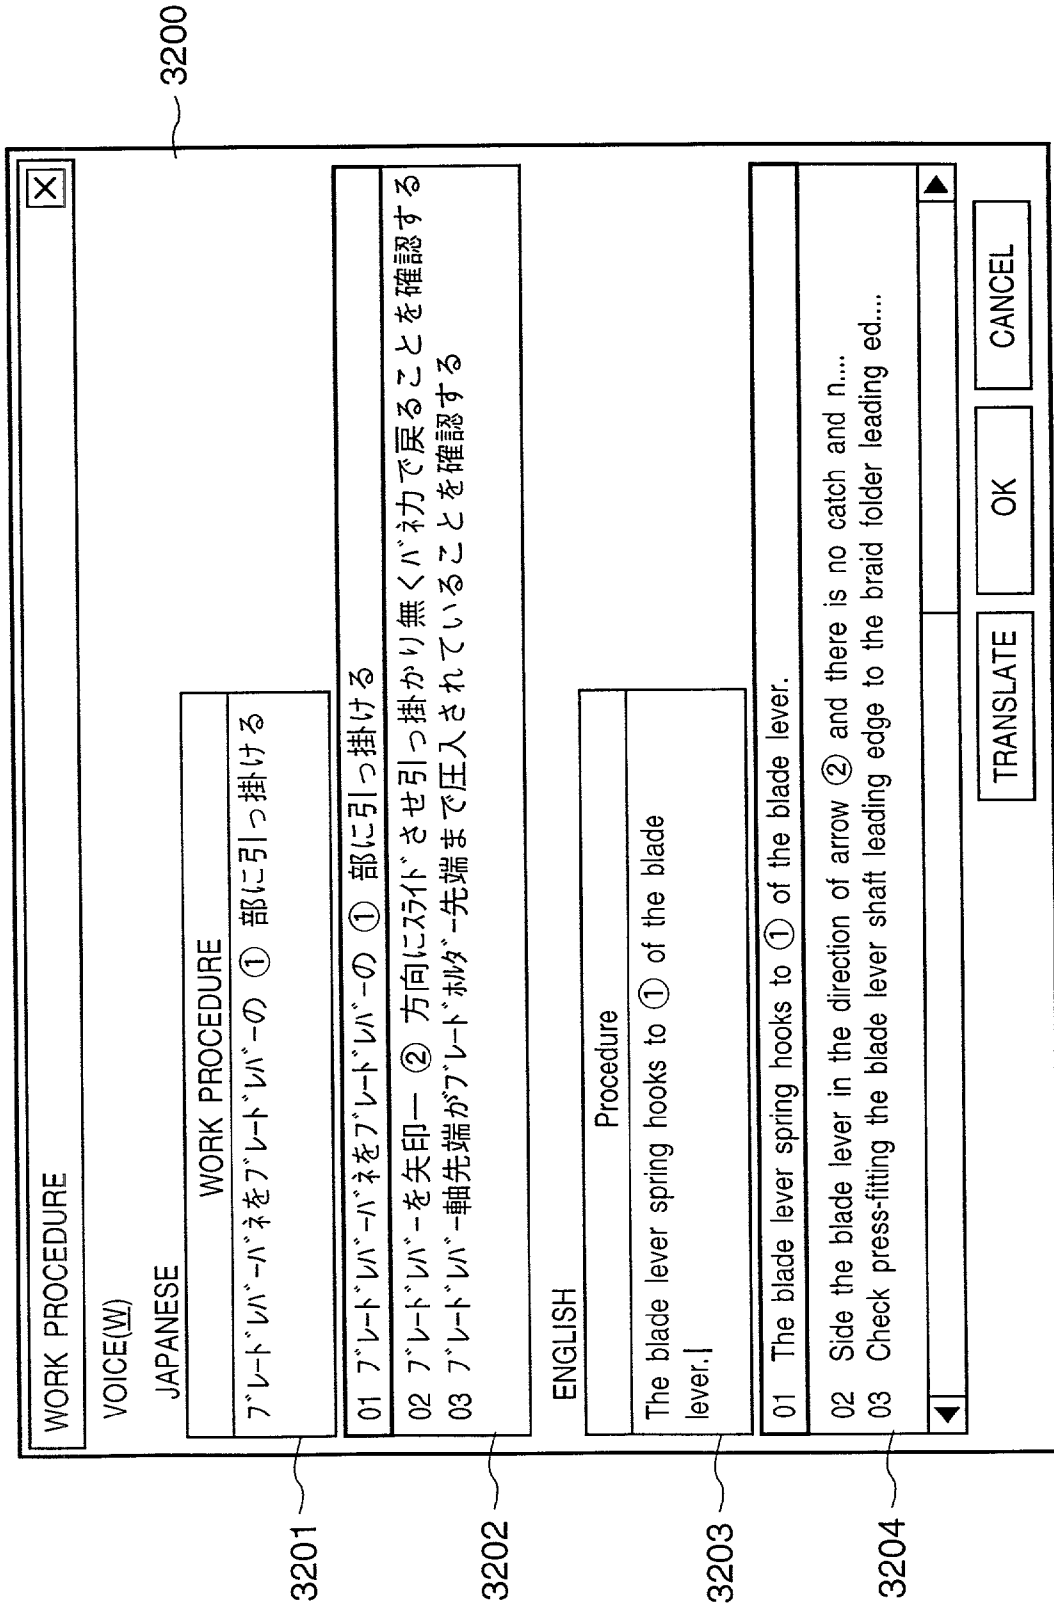 WORK PROCEDURE
3200
VOICE(W)
JAPANESE
WORK PROCEDURE
ブレードレバーバネをブレードレバーの ① 部に引っ掛ける
3201
01 ブレードレバーバネをブレードレバーの ① 部に引っ掛ける
02 ブレードレバーを矢印ー ② 方向にスライドさせ引っ掛かり無くバネ力で戻ることを確認する
03 ブレードレバー軸先端がブレードホルダー先端まで圧入されていることを確認する
3202
ENGLISH
Procedure
The blade lever spring hooks to ① of the blade
lever.
3203
01 The blade lever spring hooks to ① of the blade lever.
02 Side the blade lever in the direction of arrow ② and there is no catch and n....
03 Check press-fitting the blade lever shaft leading edge to the braid folder leading ed....
3204
TRANSLATE
OK
CANCEL